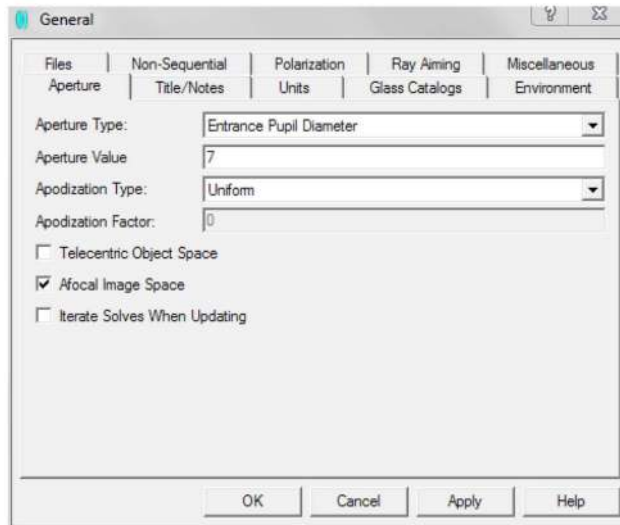 General
Files Non-Sequential Polarization Ray Aiming Miscellaneous
Aperture Title/Notes Units Glass Catalogs Environment
Aperture Type: Entrance Pupil Diameter
Aperture Value 7
Apodization Type: Uniform
Apodization Factor: 0
Telecentric Object Space
Afocal Image Space
Iterate Solves When Updating
OK Cancel Apply Help